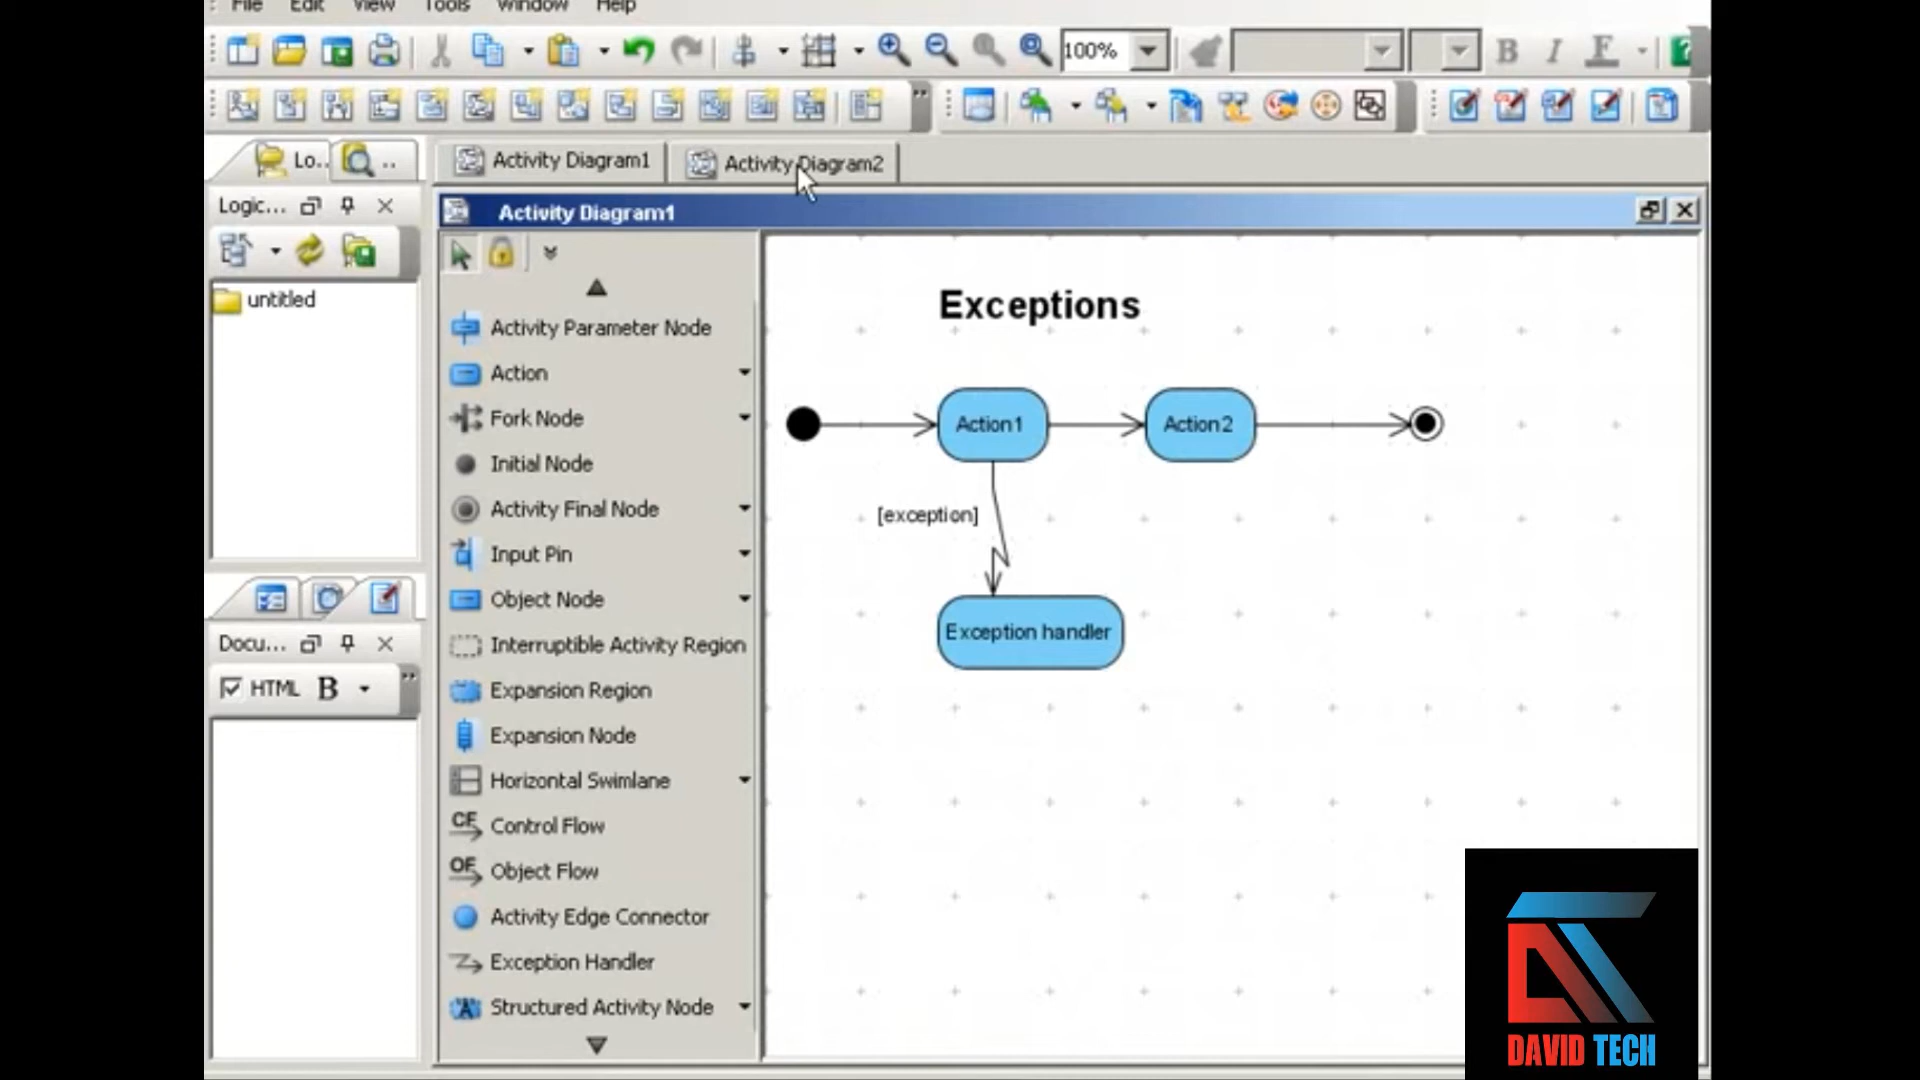 File Edit View Tools Window Help
100% B I F ?
Lo.. ..
Activity Diagram1 Activity Diagram2
Logic...
Activity Diagram1
untitled
Activity Parameter Node
Action
Fork Node
Initial Node
Activity Final Node
Input Pin
Object Node
Interruptible Activity Region
Expansion Region
Expansion Node
Horizontal Swimlane
CF Control Flow
OF Object Flow
Activity Edge Connector
Exception Handler
Structured Activity Node
Docu...
HTML B
Exceptions
Action1 Action2
[exception]
Exception handler
DAVID TECH